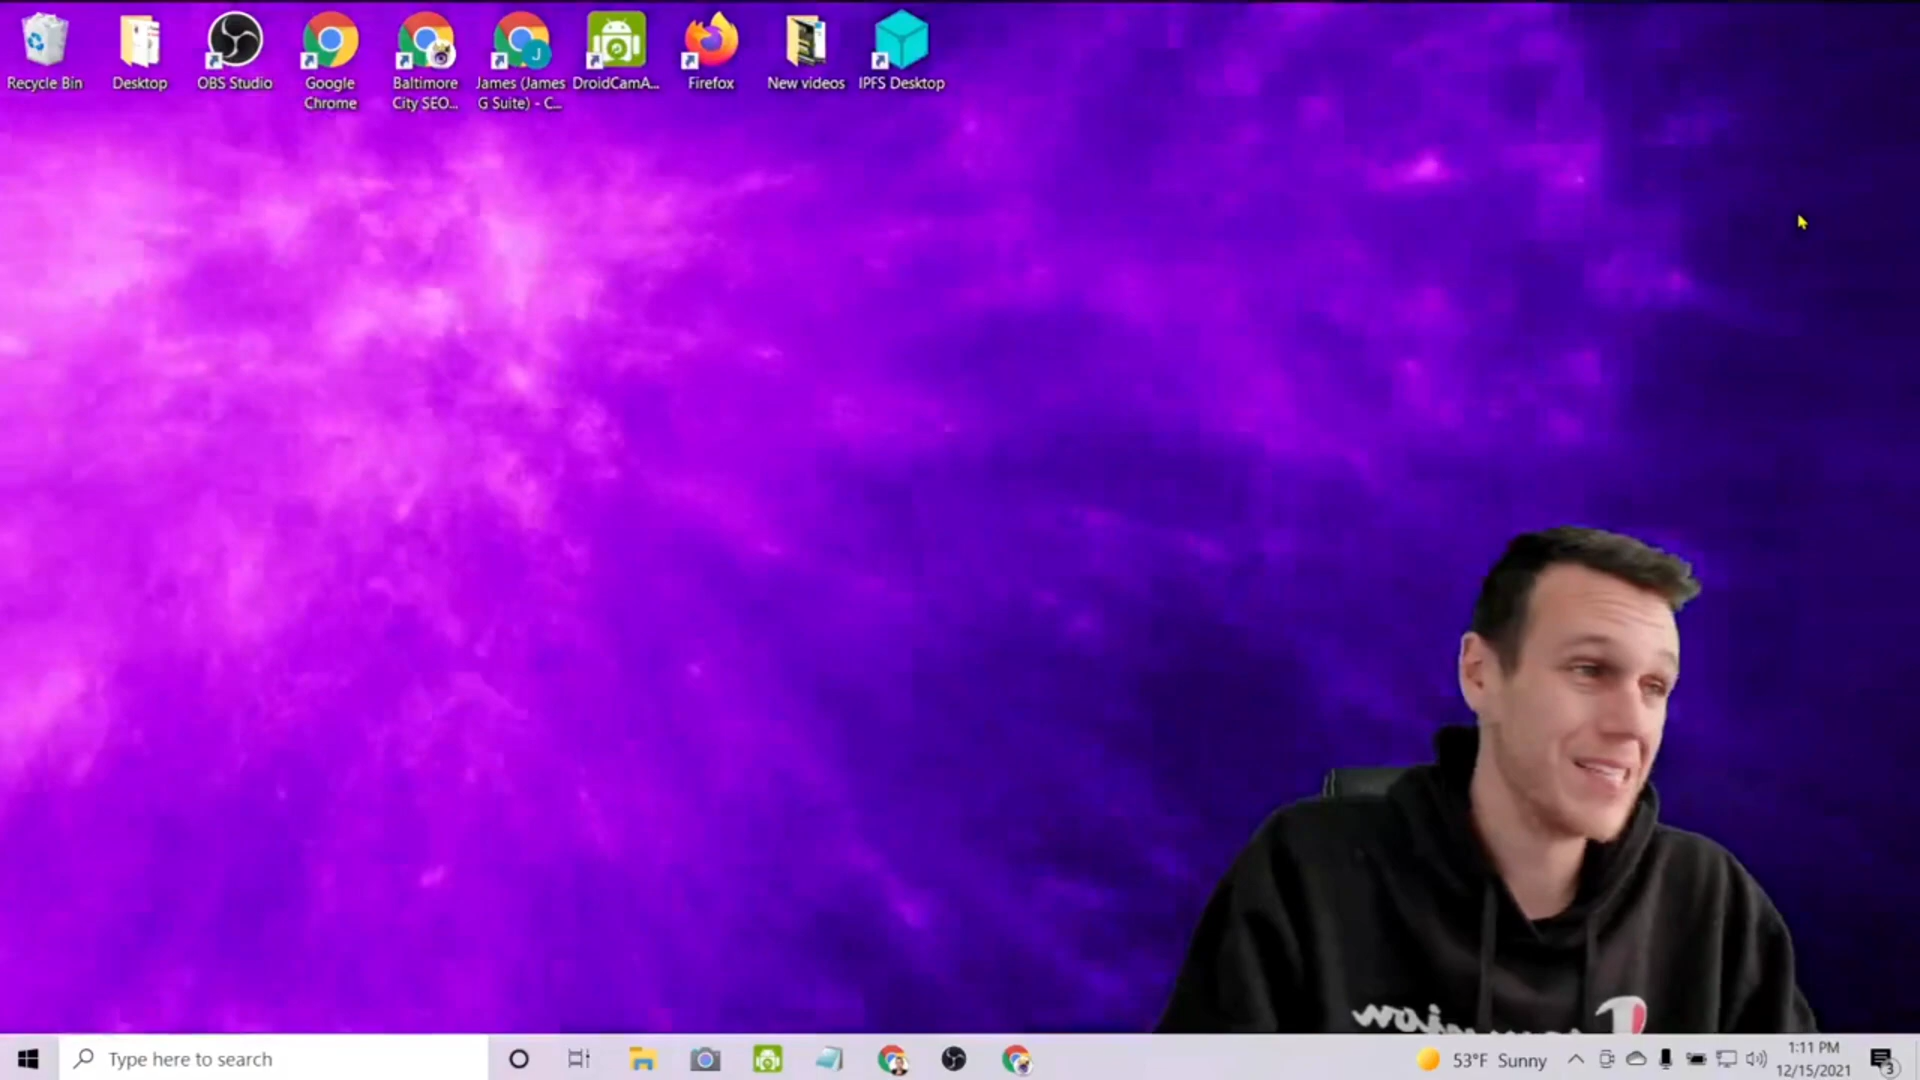 Recycle Bin
Desktop
OBS Studio
Google
Chrome
Baltimore
City SEO...
James (James
G Suite) - C...
DroidCamA...
Firefox
New videos
IPFS Desktop
J
Type here to search
53°F Sunny
1:11 PM
12/15/2021
3